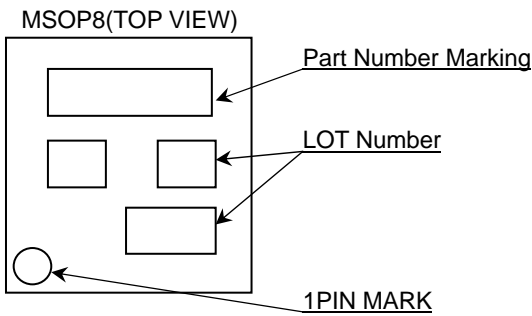 MSOP8(TOP VIEW)
Part Number Marking
LOT Number
1PIN MARK